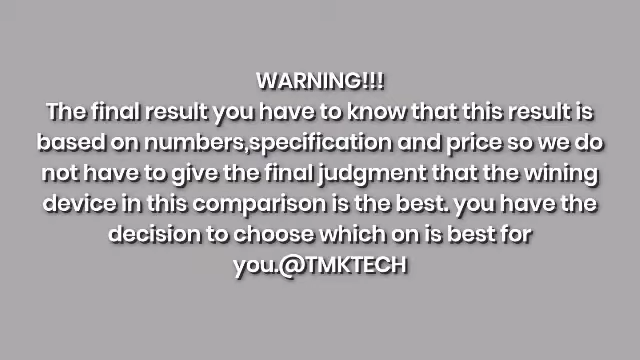 WARNING!!!
The final result you have to know that this result is
based on numbers,specification and price so we do
not have to give the final judgment that the wining
device in this comparison is the best. you have the
decision to choose which on is best for
you.@TMKTECH